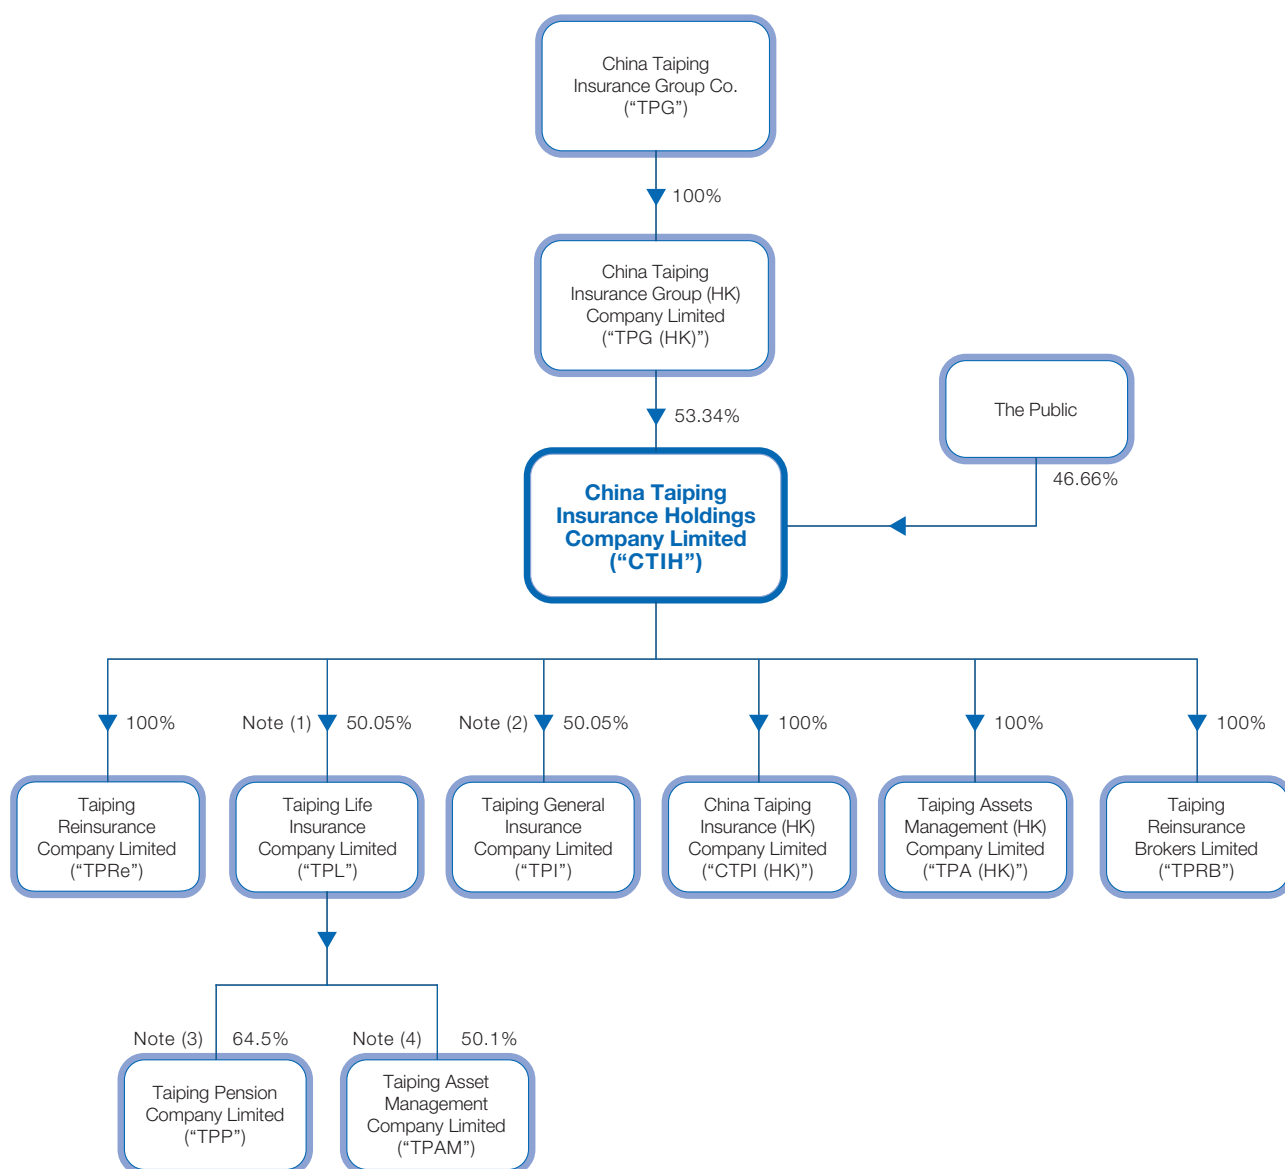 China Taiping
Insurance Group Co.
(“TPG”)
100%
China Taiping
Insurance Group (HK)
Company Limited
(“TPG (HK)”)
53.34%
The Public
46.66%
China Taiping
Insurance Holdings
Company Limited
(“CTIH”)
100%
Note (1) 50.05%
Note (2) 50.05%
100%
100%
100%
Taiping
Reinsurance
Company Limited
(“TPRe”)
Taiping Life
Insurance
Company Limited
(“TPL”)
Taiping General
Insurance
Company Limited
(“TPI”)
China Taiping
Insurance (HK)
Company Limited
(“CTPI (HK)”)
Taiping Assets
Management (HK)
Company Limited
(“TPA (HK)”)
Taiping
Reinsurance
Brokers Limited
(“TPRB”)
Note (3) 64.5%
Note (4) 50.1%
Taiping Pension
Company Limited
(“TPP”)
Taiping Asset
Management
Company Limited
(“TPAM”)